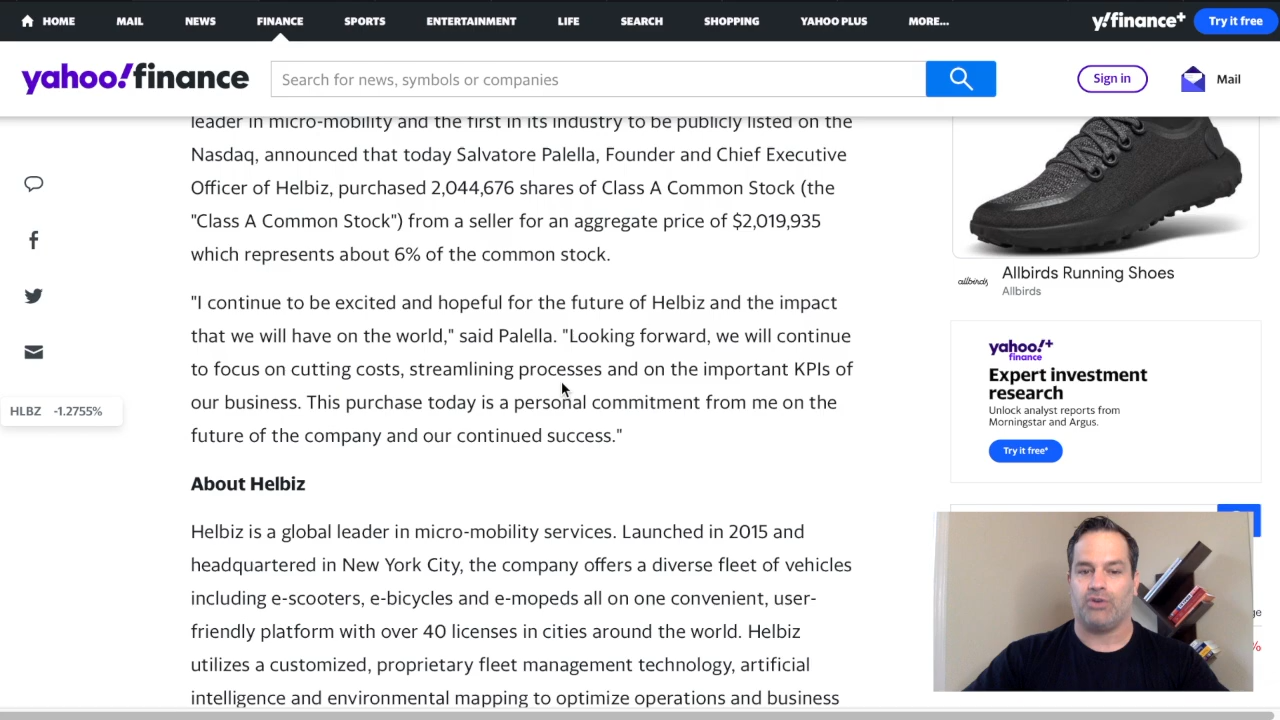 HOME MAIL NEWS FINANCE SPORTS ENTERTAINMENT LIFE SEARCH SHOPPING YAHOO PLUS MORE... y!finance+ Try it free
yahoo!finance Search for news, symbols or companies Sign in Mail
leader in micro-mobility and the first in its industry to be publicly listed on the
Nasdaq, announced that today Salvatore Palella, Founder and Chief Executive
Officer of Helbiz, purchased 2,044,676 shares of Class A Common Stock (the
"Class A Common Stock") from a seller for an aggregate price of $2,019,935
which represents about 6% of the common stock.
"I continue to be excited and hopeful for the future of Helbiz and the impact
that we will have on the world," said Palella. "Looking forward, we will continue
to focus on cutting costs, streamlining processes and on the important KPIs of
our business. This purchase today is a personal commitment from me on the
future of the company and our continued success."
About Helbiz
Helbiz is a global leader in micro-mobility services. Launched in 2015 and
headquartered in New York City, the company offers a diverse fleet of vehicles
including e-scooters, e-bicycles and e-mopeds all on one convenient, user-
friendly platform with over 40 licenses in cities around the world. Helbiz
utilizes a customized, proprietary fleet management technology, artificial
intelligence and environmental mapping to optimize operations and business
HLBZ -1.2755%
allbirds
Allbirds Running Shoes
Allbirds
yahoo!+
finance
Expert investment
research
Unlock analyst reports from
Morningstar and Argus.
Try it free*
ge
%